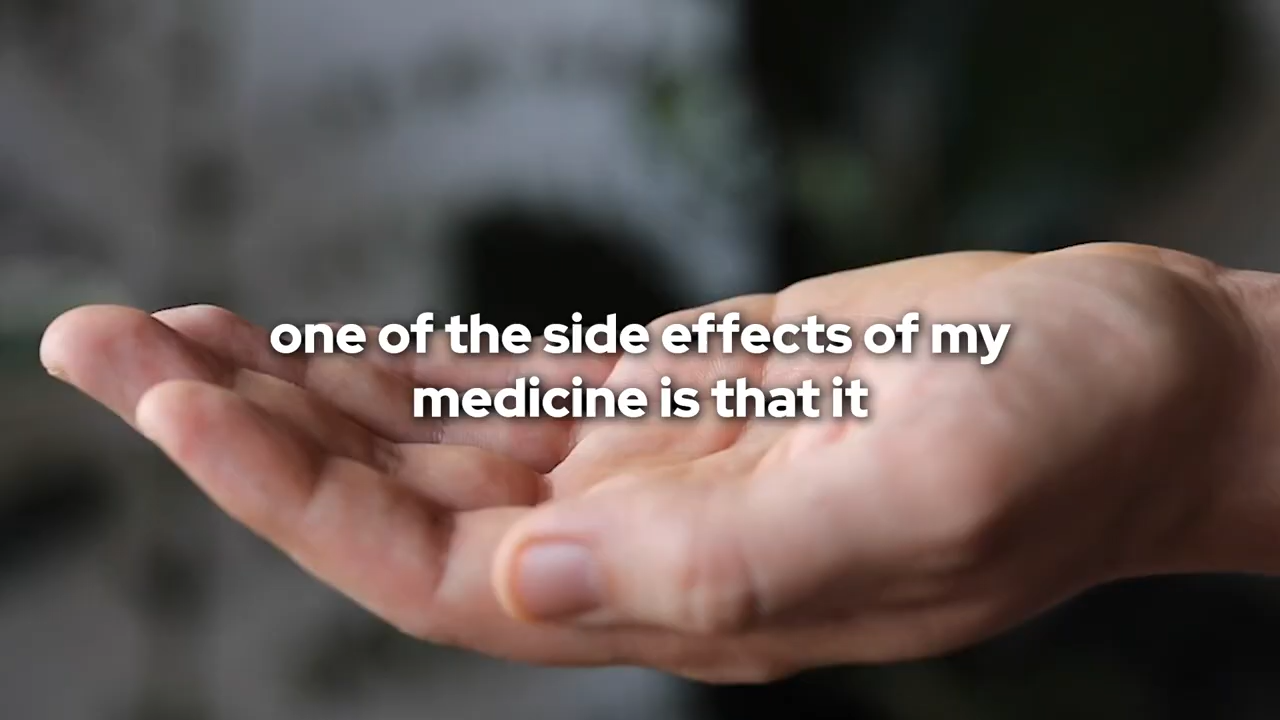 one of the side effects of my
medicine is that it